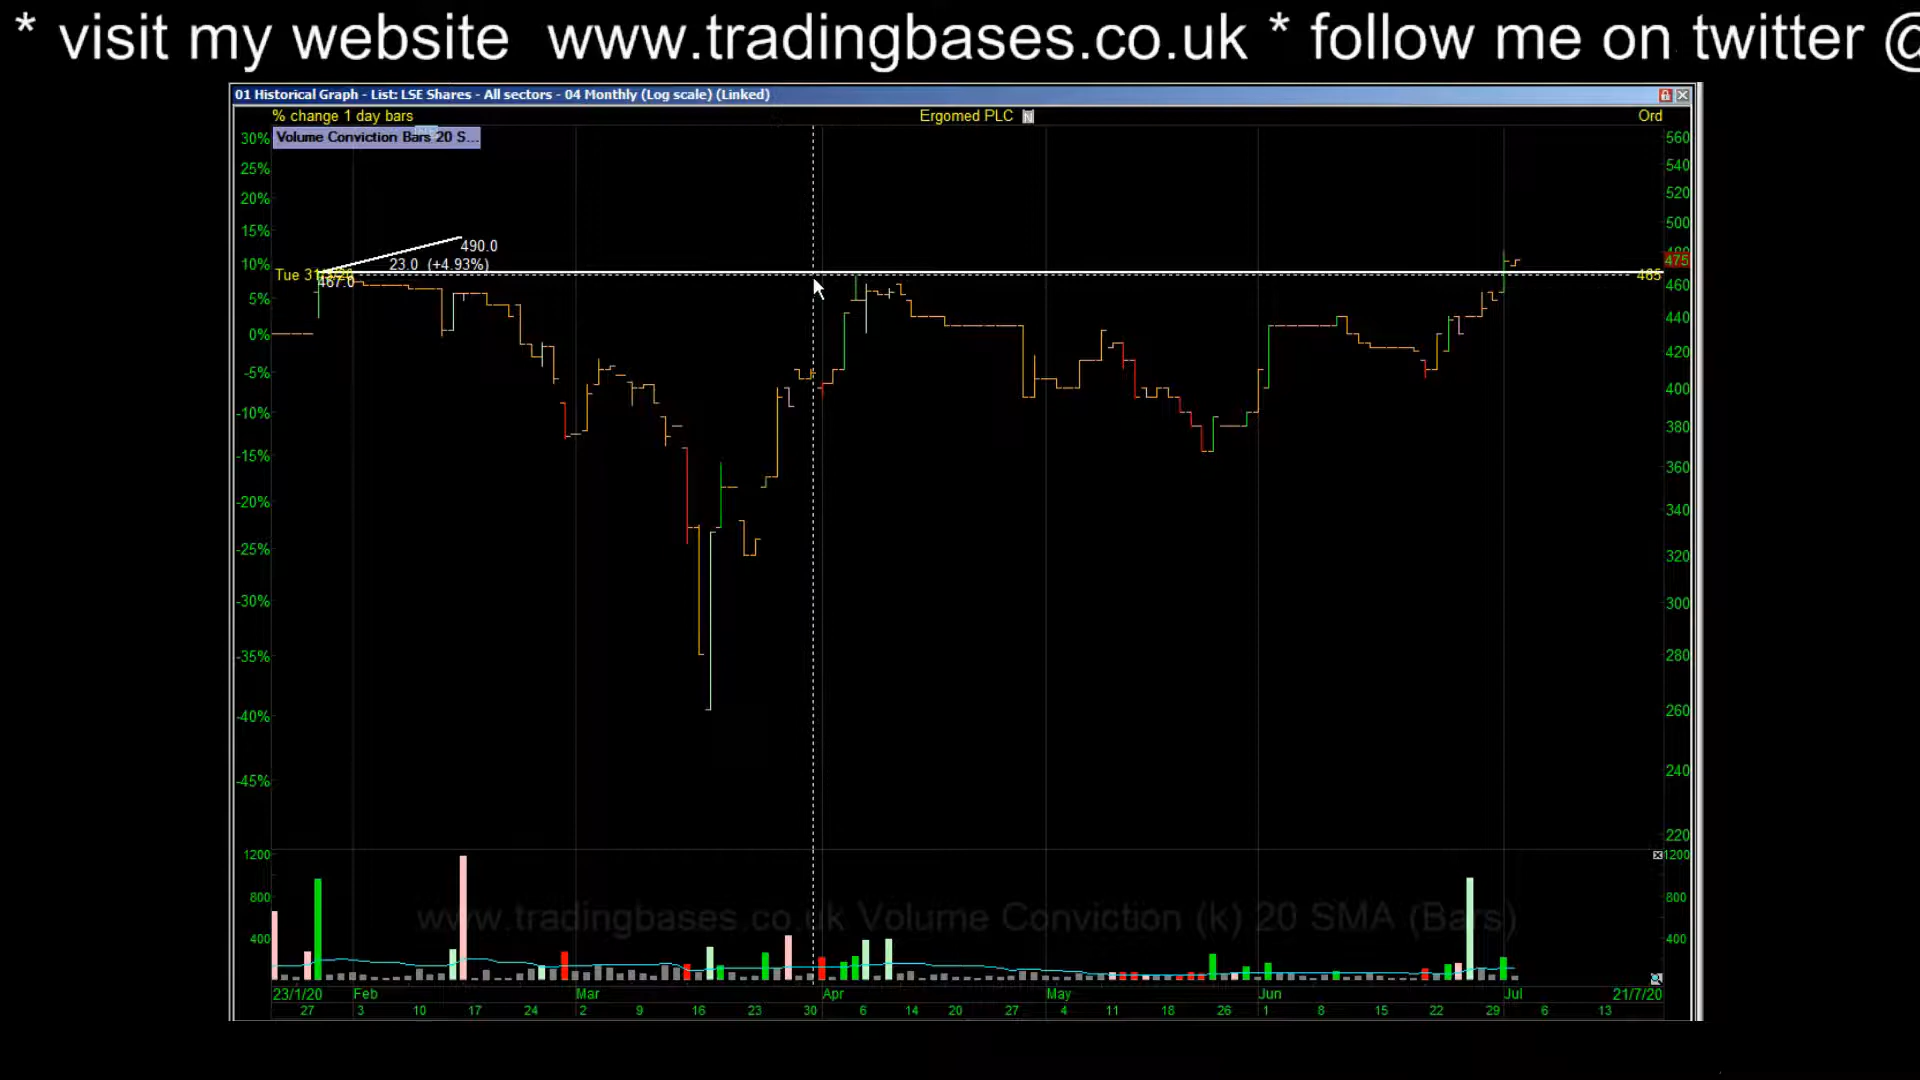 * visit my website www.tradingbases.co.uk * follow me on twitter @
01 Historical Graph - List: LSE Shares - All sectors - 04 Monthly (Log scale) (Linked)
% change 1 day bars Ergomed PLC N Ord
Volume Conviction Bars 20 S...
30% 560
25% 540
20% 520
15% 500
490.0
10% 23.0 (+4.93%) 475
Tue 467.0 465
5% 460
0% 440
-5% 420
-10% 400
380
-15% 360
-20% 340
-25% 320
-30% 300
-35% 280
-40% 260
-45% 240
220
1200 1200
800 800
www.tradingbases.co.uk Volume Conviction (k) 20 SMA (Bars)
400 400
23/1/20 Feb Mar Apr May Jun Jul 21/7/20
27 3 10 17 24 2 9 16 23 30 6 14 20 27 4 11 18 26 1 8 15 22 29 6 13